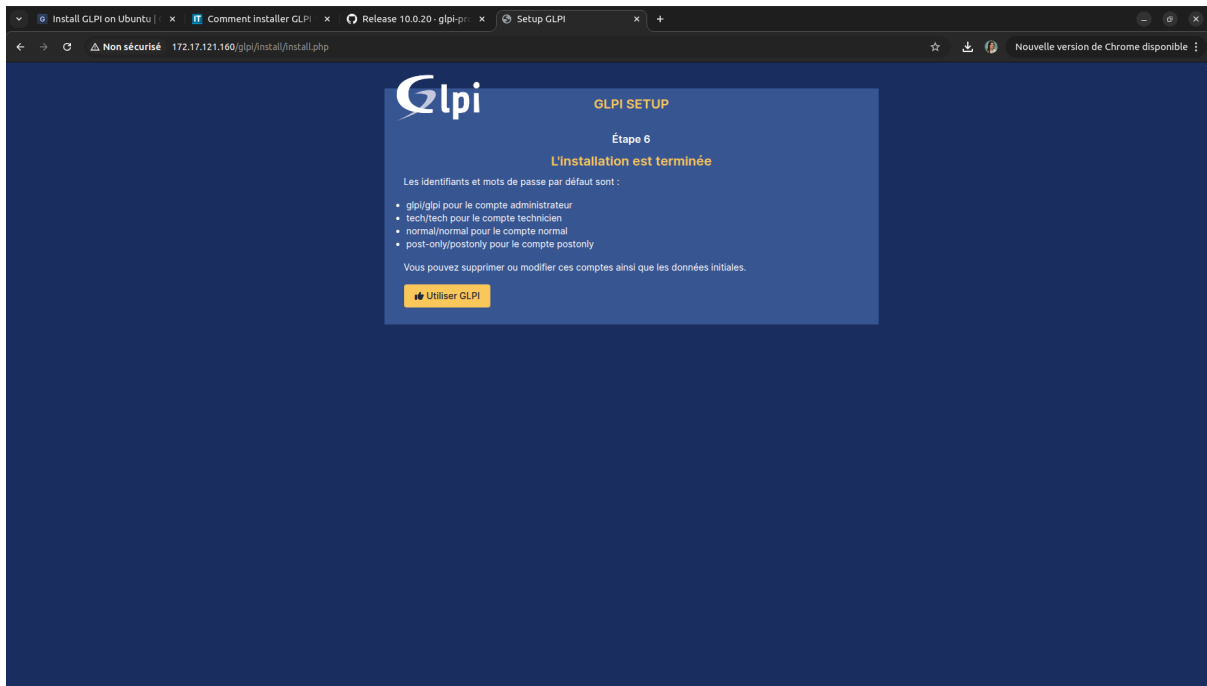 Install GLPI on Ubuntu |
Comment installer GLPI
Release 10.0.20 · glpi-pro
Setup GLPI
Non sécurisé 172.17.121.160/glpi/install/install.php
Nouvelle version de Chrome disponible
Glpi
GLPI SETUP
Étape 6
L'installation est terminée
Les identifiants et mots de passe par défaut sont :
• glpi/glpi pour le compte administrateur
• tech/tech pour le compte technicien
• normal/normal pour le compte normal
• post-only/postonly pour le compte postonly
Vous pouvez supprimer ou modifier ces comptes ainsi que les données initiales.
Utiliser GLPI